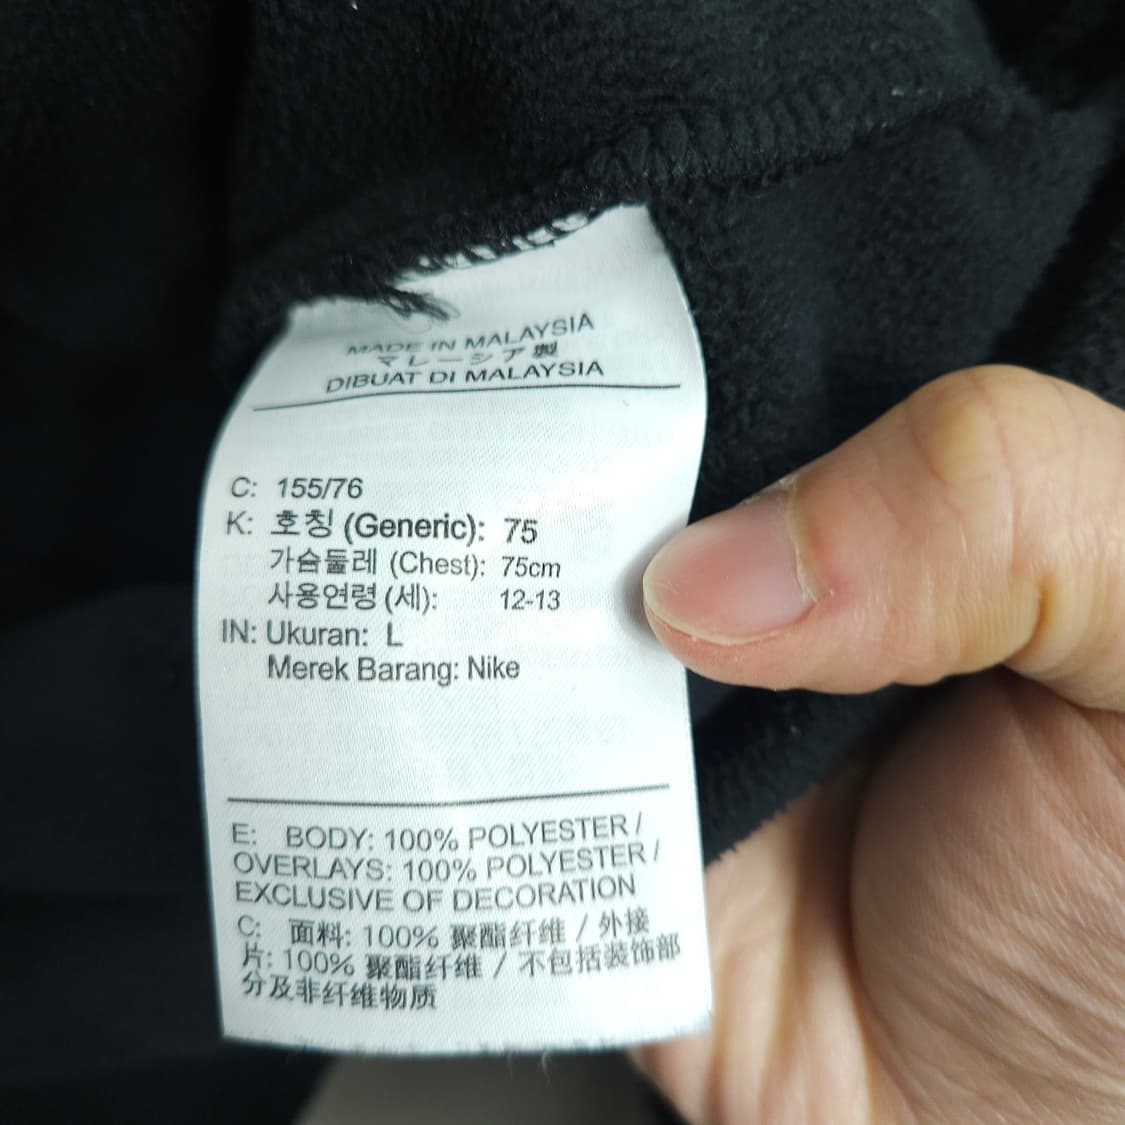 MADE IN MALAYSIA
マレーシア製
DIBUAT DI MALAYSIA
C: 155/76
K: 호칭 (Generic): 75
가슴둘레 (Chest): 75cm
사용연령 (세): 12-13
IN: Ukuran: L
Merek Barang: Nike
E: BODY: 100% POLYESTER /
OVERLAYS: 100% POLYESTER /
EXCLUSIVE OF DECORATION
C: 面料: 100% 聚酯纤维 / 外接
片: 100% 聚酯纤维 / 不包括装饰部
分及非纤维物质